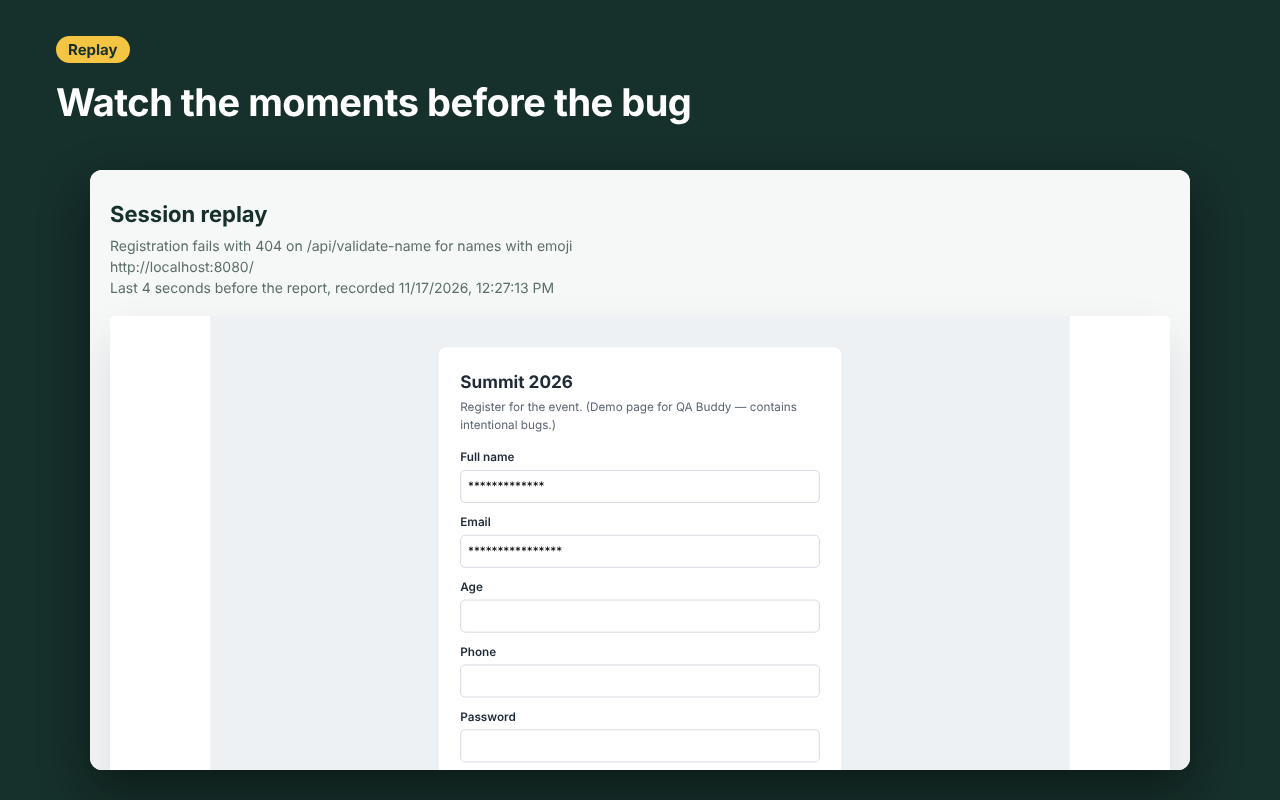 Replay
Watch the moments before the bug
Session replay
Registration fails with 404 on /api/validate-name for names with emoji
http://localhost:8080/
Last 4 seconds before the report, recorded 11/17/2026, 12:27:13 PM
Summit 2026
Register for the event. (Demo page for QA Buddy — contains
intentional bugs.)
Full name
*************
Email
****************
Age
Phone
Password